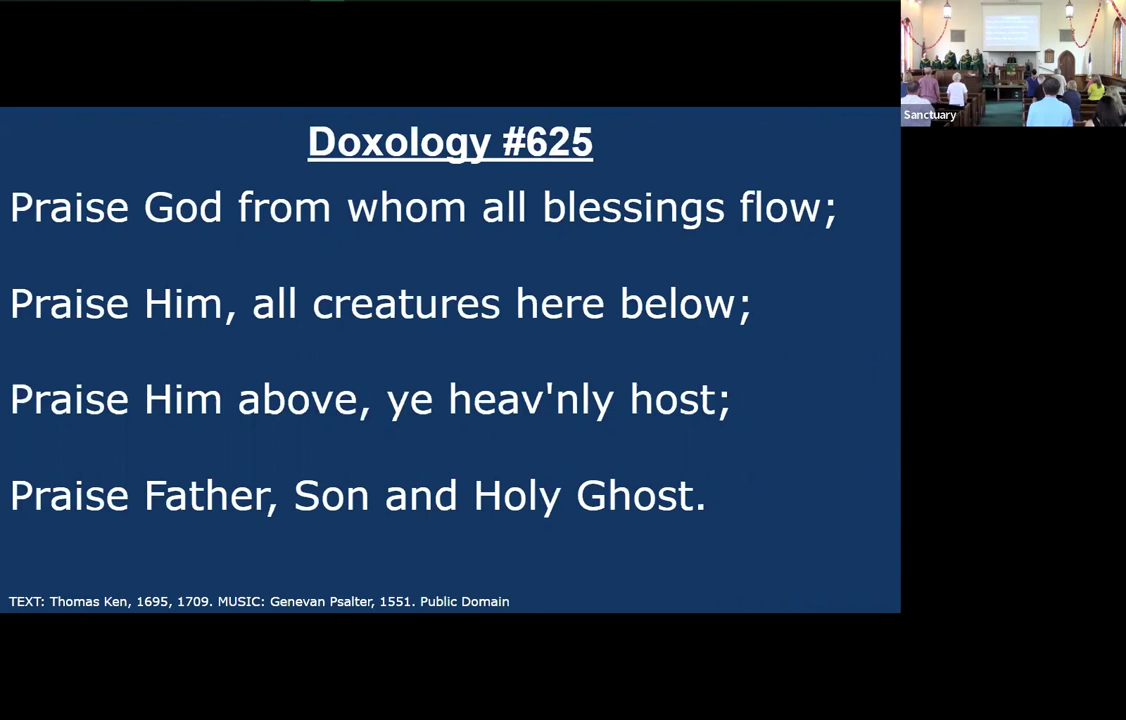 Doxology #625
Praise God from whom all blessings flow;
Praise Him, all creatures here below;
Praise Him above, ye heav'nly host;
Praise Father, Son and Holy Ghost.
TEXT: Thomas Ken, 1695, 1709. MUSIC: Genevan Psalter, 1551. Public Domain
Sanctuary